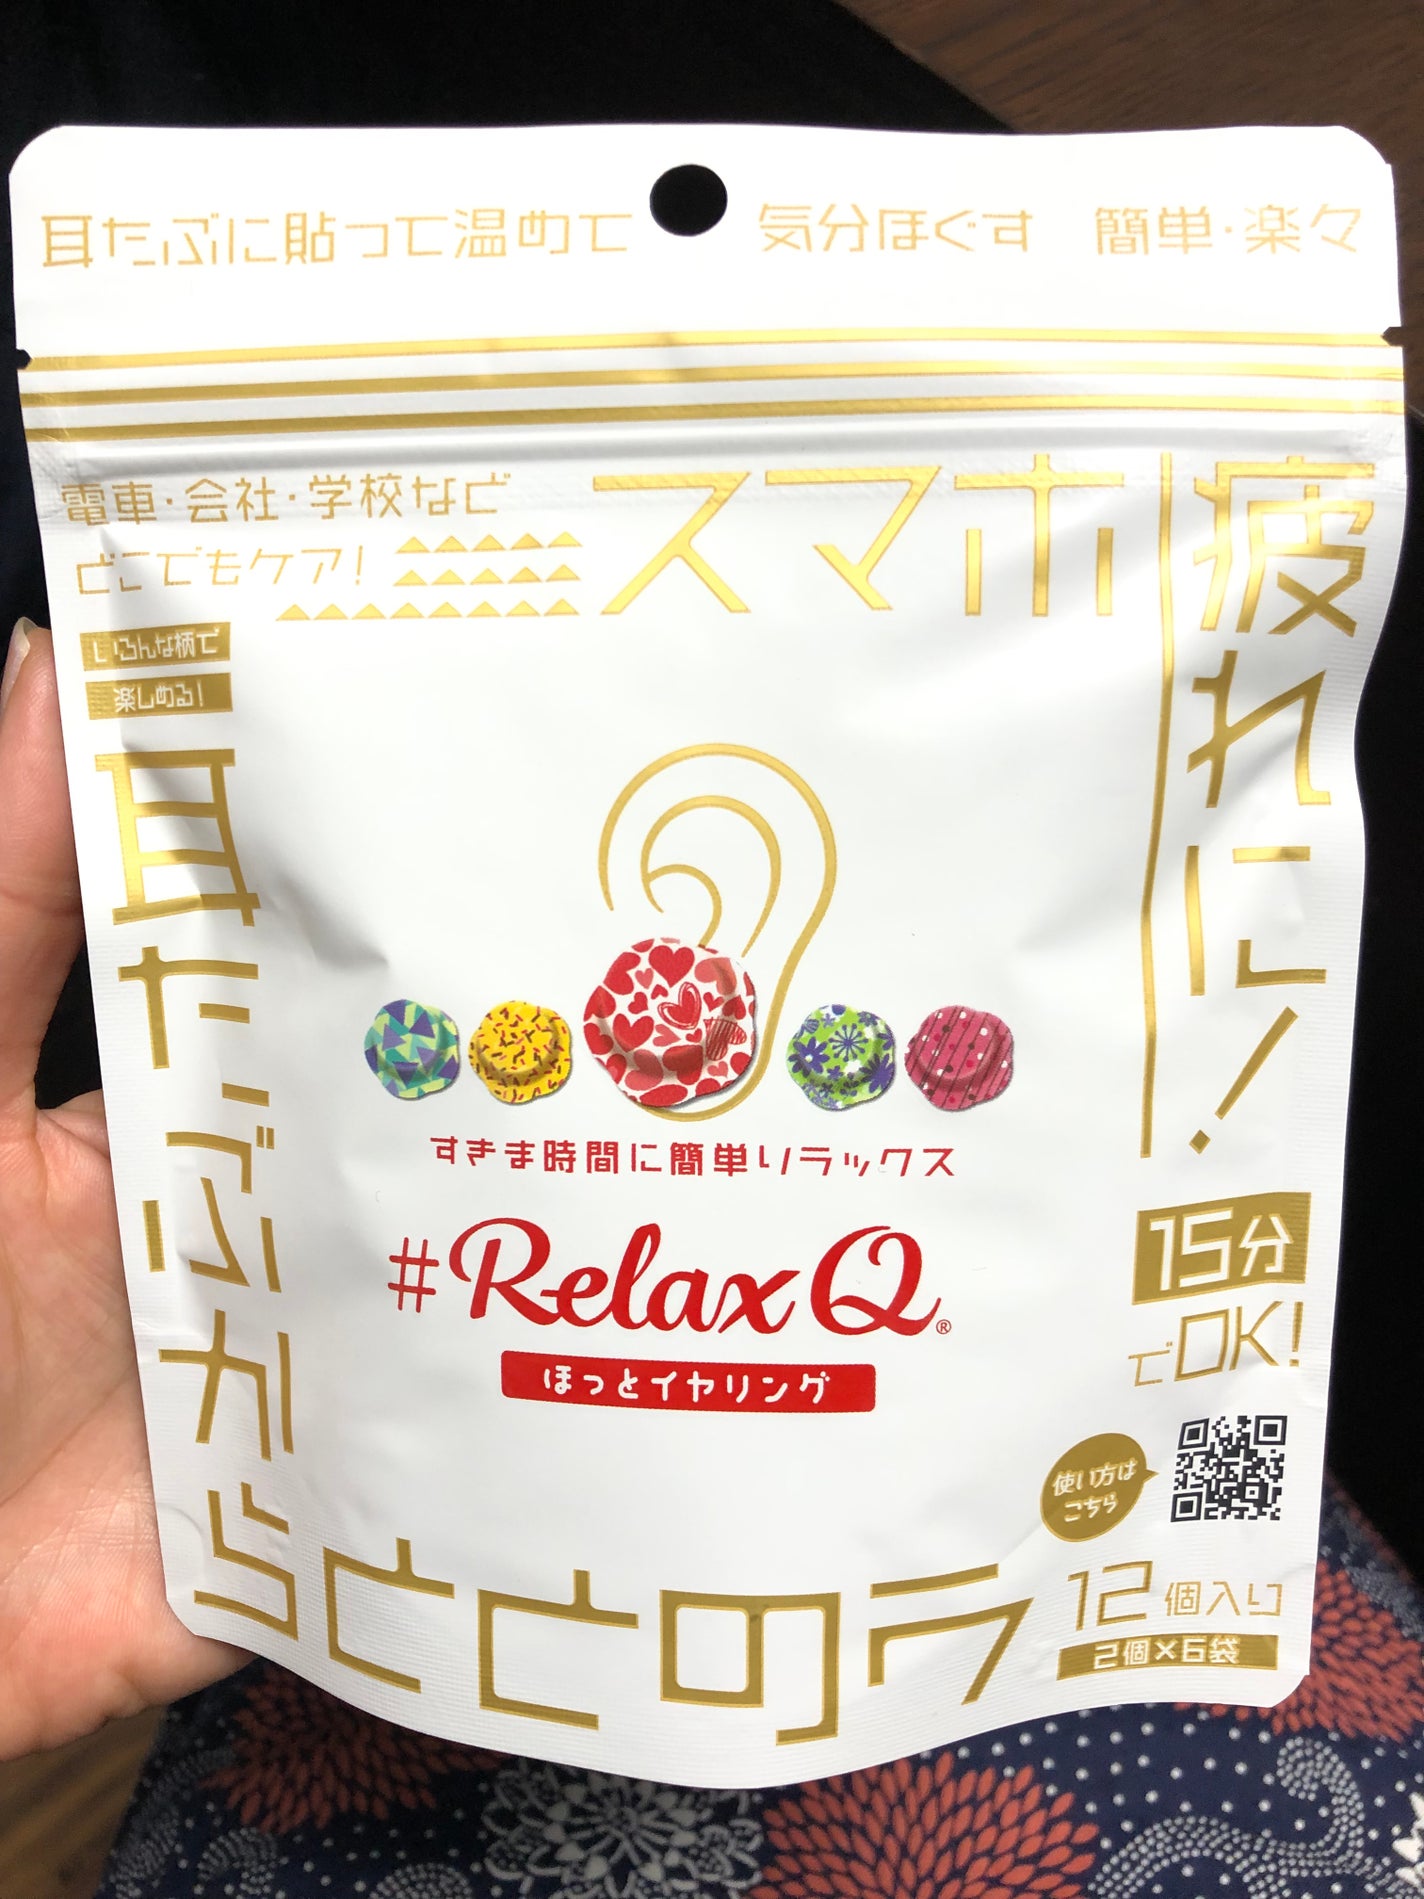 耳たぶに貼って温めて 気分ほぐす 簡単・楽々
電車・会社・学校など
どこでもケア!
スマホ
疲れに!
いろんな柄で
楽しめる!
耳たぶからととのう
すきま時間に簡単リラックス
#RelaxQ®
ほっとイヤリング
15分
でOK!
使い方は
こちら
12個入り
2個×6袋